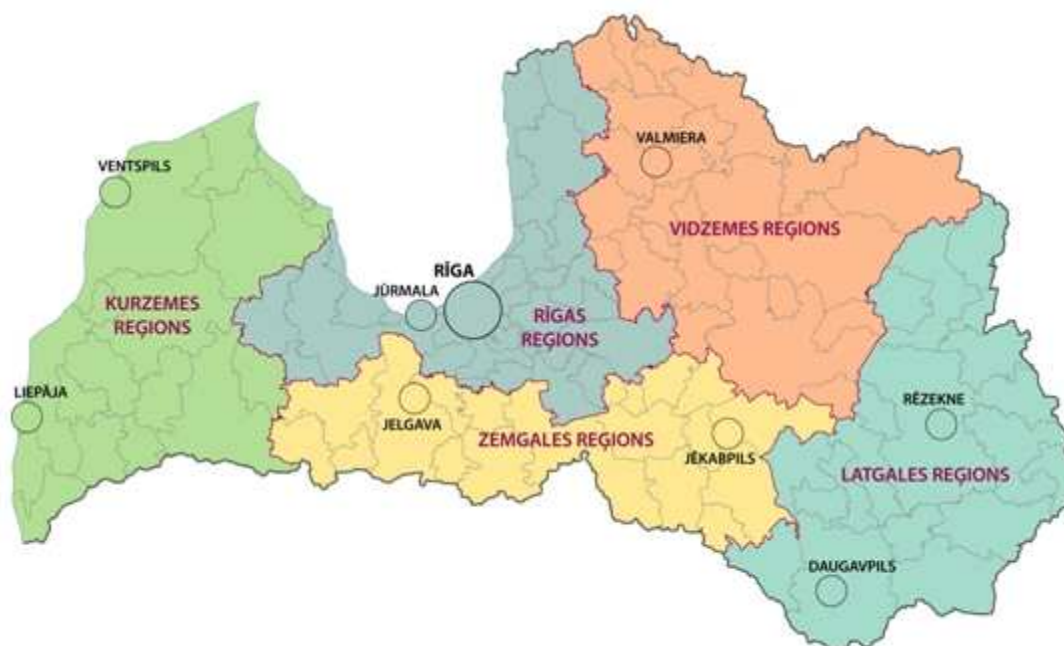 VALMIERA
VENTSPILS
VIDZEMES REĢIONS
RĪGA
JŪRMALA
KURZEMES
REĢIONS
RĪGAS
REĢIONS
LIEPĀJA
JELGAVA
RĒZEKNE
ZEMGALES REĢIONS
JĒKABPILS
LATGALES REĢIONS
DAUGAVPILS